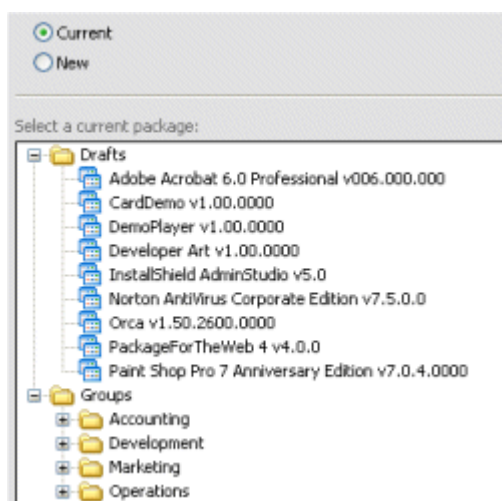 Current
New
Select a current package:
Drafts
Adobe Acrobat 6.0 Professional v006.000.000
CardDemo v1.00.0000
DemoPlayer v1.00.0000
Developer Art v1.00.0000
InstallShield AdminStudio v5.0
Norton AntiVirus Corporate Edition v7.5.0.0
Orca v1.50.2600.0000
PackageForTheWeb 4 v4.0.0
Paint Shop Pro 7 Anniversary Edition v7.0.4.0000
Groups
Accounting
Development
Marketing
Operations